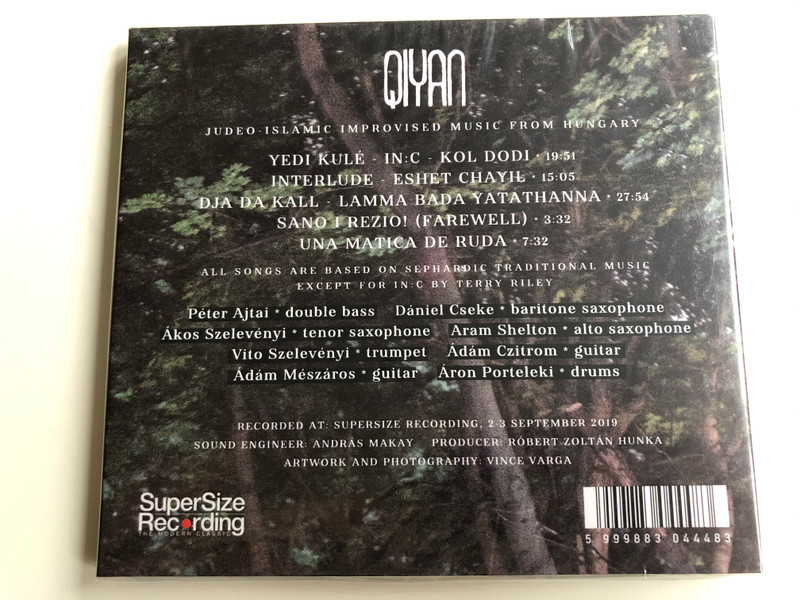 QIYAN
JUDEO-ISLAMIC IMPROVISED MUSIC FROM HUNGARY
YEDI KULÉ - IN:C - KOL DODI • 19:51
INTERLUDE - ESHET CHAYIL • 15:05
DJA DA KALL - LAMMA BADA YATATHANNA • 27:54
SANO I REZIO! (FAREWELL) • 3:32
UNA MATICA DE RUDA • 7:32
ALL SONGS ARE BASED ON SEPHARDIC TRADITIONAL MUSIC
EXCEPT FOR IN:C BY TERRY RILEY
Péter Ajtai * double bass Dániel Cseke * baritone saxophone
Ákos Szelevényi * tenor saxophone Aram Shelton * alto saxophone
Vito Szelevényi * trumpet Ádám Czitrom * guitar
Ádám Mészáros * guitar Áron Porteleki * drums
RECORDED AT: SUPERSIZE RECORDING, 2-3 SEPTEMBER 2019
SOUND ENGINEER: ANDRÁS MAKAY PRODUCER: RÓBERT ZOLTÁN HUNKA
ARTWORK AND PHOTOGRAPHY: VINCE VARGA
SuperSize
Recording
THE MODERN CLASSIC
5 999883 044483